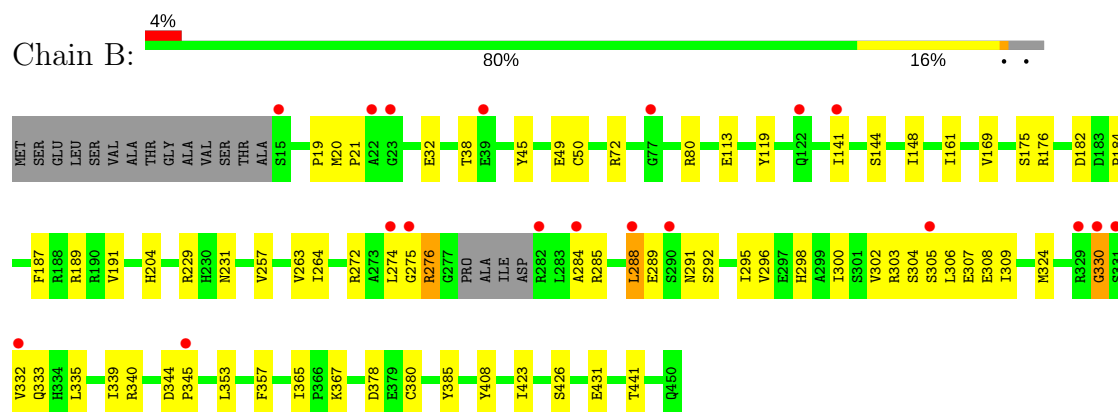 4%
Chain B:
80% 16% • •
MET SER GLU LEU SER VAL ALA THR GLY ALA VAL SER THR ALA S15 P19 M20 P21 A22 G23 E32 T38 E39 Y45 E49 C50 R72 G77 R80 E113 Y119 Q122 I141 S144 I148 I161 V169 S175 R176 D182 D183 R184
F187 R188 R189 R190 V191 H204 R229 H230 N231 V257 V263 I264 R272 A273 L274 G275 R276 G277 PRO ALA ILE ASP R282 L283 A284 R285 L288 E289 S290 N291 S292 I295 V296 E297 H298 A299 I300 S301 V302 R303 S304 S305 L306 E307 E308 I309 M324 R329 G330 S331
V332 Q333 H334 L335 I339 R340 D344 P345 L353 F357 I365 P366 K367 D378 E379 C380 Y385 Y408 I423 S426 E431 T441 Q450